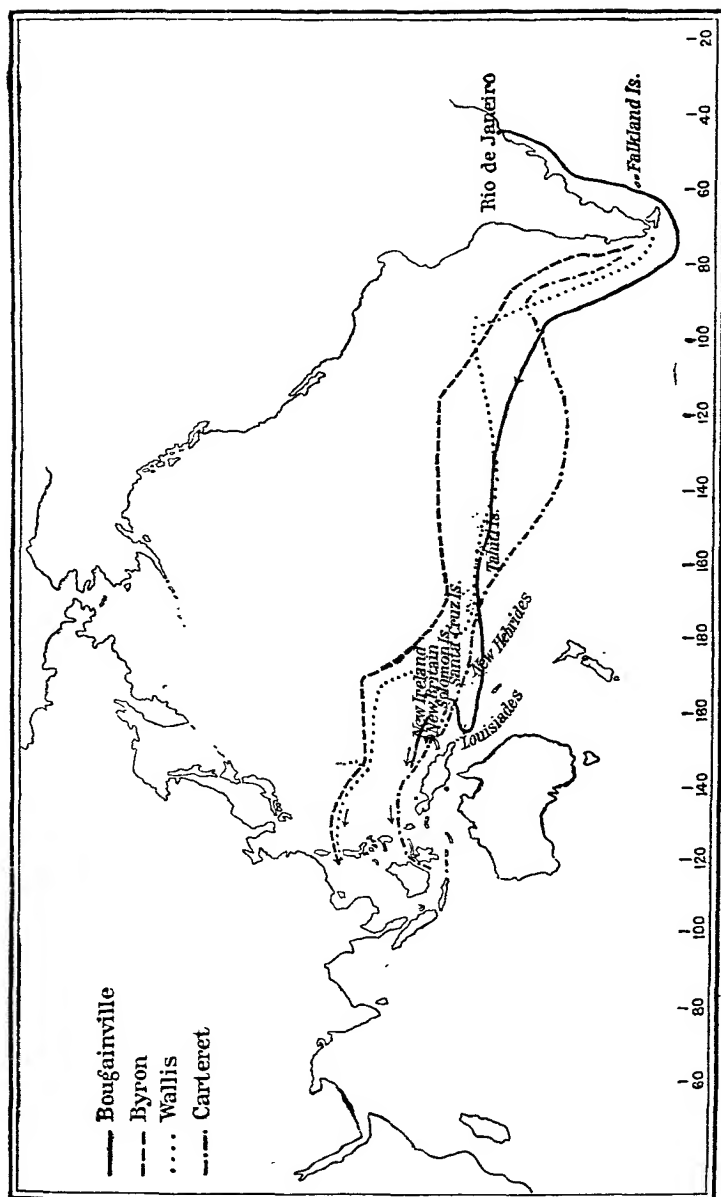 Bougainville
Byron
Wallis
Carteret
Rio de Janeiro
Falkland Is.
Tahiti Is.
New Ireland
New Britain
Solomon Is.
Santa Cruz Is.
New Hebrides
Louisiades
60
80
100
120
140
160
180
160
140
120
100
80
60
40
20